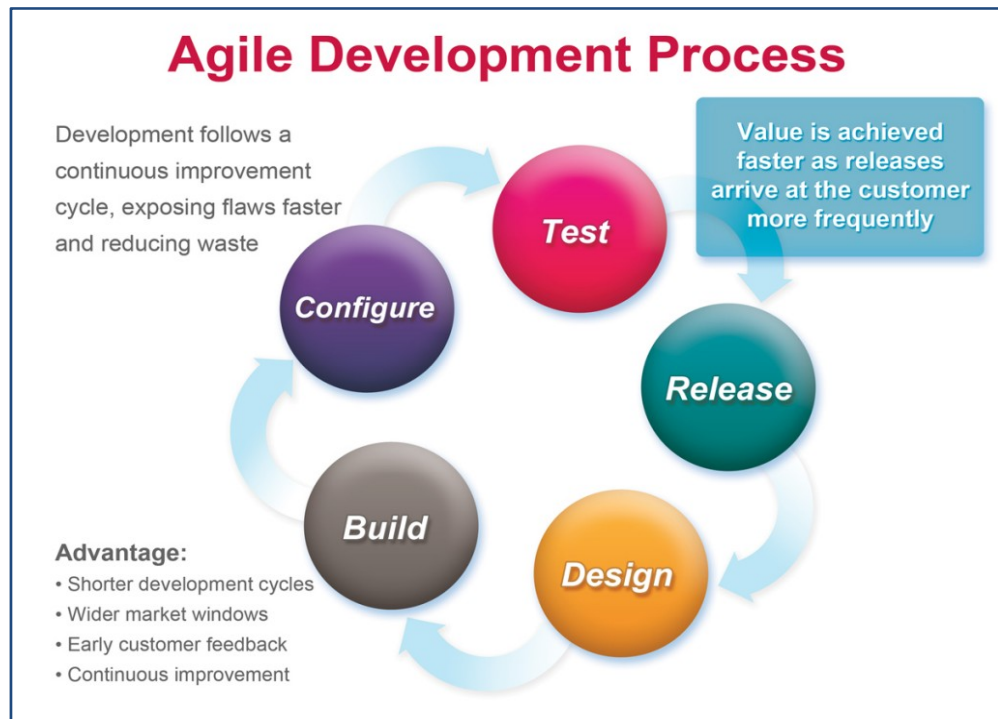 Agile Development Process
Development follows a
continuous improvement
cycle, exposing flaws faster
and reducing waste
Value is achieved
faster as releases
arrive at the customer
more frequently
Test
Configure
Release
Build
Design
Advantage:
• Shorter development cycles
• Wider market windows
• Early customer feedback
• Continuous improvement